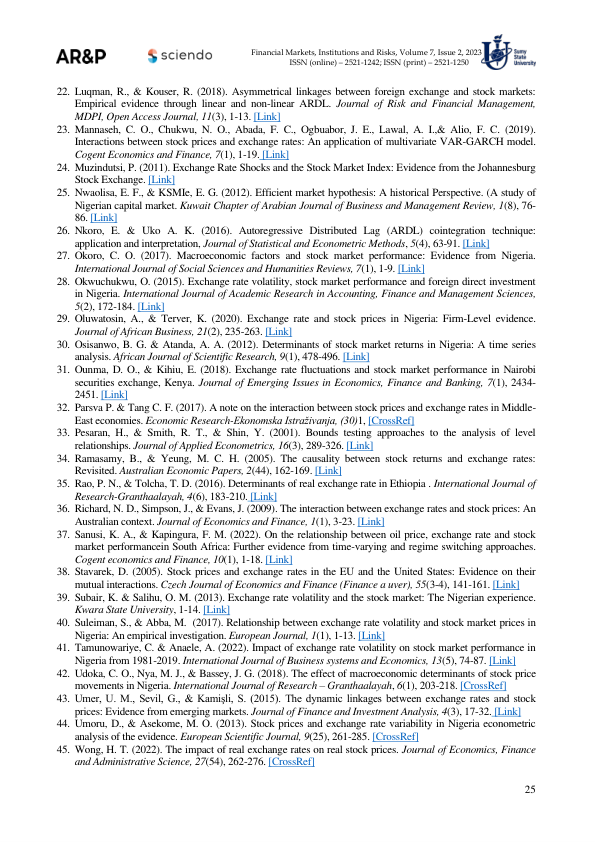 AR&P sciendo Financial Markets, Institutions and Risks, Volume 7, Issue 2, 2023 Sumy State University
ISSN (online) – 2521-1242; ISSN (print) – 2521-1250
22. Luqman, R., & Kouser, R. (2018). Asymmetrical linkages between foreign exchange and stock markets:
Empirical evidence through linear and non-linear ARDL. Journal of Risk and Financial Management,
MDPI, Open Access Journal, 11(3), 1-13. [Link]
23. Mannaseh, C. O., Chukwu, N. O., Abada, F. C., Ogbuabor, J. E., Lawal, A. I.,& Alio, F. C. (2019).
Interactions between stock prices and exchange rates: An application of multivariate VAR-GARCH model.
Cogent Economics and Finance, 7(1), 1-19. [Link]
24. Muzindutsi, P. (2011). Exchange Rate Shocks and the Stock Market Index: Evidence from the Johannesburg
Stock Exchange. [Link]
25. Nwaolisa, E. F., & KSMIe, E. G. (2012). Efficient market hypothesis: A historical Perspective. (A study of
Nigerian capital market. Kuwait Chapter of Arabian Journal of Business and Management Review, 1(8), 76-
86. [Link]
26. Nkoro, E. & Uko A. K. (2016). Autoregressive Distributed Lag (ARDL) cointegration technique:
application and interpretation, Journal of Statistical and Econometric Methods, 5(4), 63-91. [Link]
27. Okoro, C. O. (2017). Macroeconomic factors and stock market performance: Evidence from Nigeria.
International Journal of Social Sciences and Humanities Reviews, 7(1), 1-9. [Link]
28. Okwuchukwu, O. (2015). Exchange rate volatility, stock market performance and foreign direct investment
in Nigeria. International Journal of Academic Research in Accounting, Finance and Management Sciences,
5(2), 172-184. [Link]
29. Oluwatosin, A., & Terver, K. (2020). Exchange rate and stock prices in Nigeria: Firm-Level evidence.
Journal of African Business, 21(2), 235-263. [Link]
30. Osisanwo, B. G. & Atanda, A. A. (2012). Determinants of stock market returns in Nigeria: A time series
analysis. African Journal of Scientific Research, 9(1), 478-496. [Link]
31. Ounma, D. O., & Kihiu, E. (2018). Exchange rate fluctuations and stock market performance in Nairobi
securities exchange, Kenya. Journal of Emerging Issues in Economics, Finance and Banking, 7(1), 2434-
2451. [Link]
32. Parsva P. & Tang C. F. (2017). A note on the interaction between stock prices and exchange rates in Middle-
East economies. Economic Research-Ekonomska Istraživanja, (30)1, [CrossRef]
33. Pesaran, H., & Smith, R. T., & Shin, Y. (2001). Bounds testing approaches to the analysis of level
relationships. Journal of Applied Econometrics, 16(3), 289-326. [Link]
34. Ramasamy, B., & Yeung, M. C. H. (2005). The causality between stock returns and exchange rates:
Revisited. Australian Economic Papers, 2(44), 162-169. [Link]
35. Rao, P. N., & Tolcha, T. D. (2016). Determinants of real exchange rate in Ethiopia . International Journal of
Research-Granthaalayah, 4(6), 183-210. [Link]
36. Richard, N. D., Simpson, J., & Evans, J. (2009). The interaction between exchange rates and stock prices: An
Australian context. Journal of Economics and Finance, 1(1), 3-23. [Link]
37. Sanusi, K. A., & Kapingura, F. M. (2022). On the relationship between oil price, exchange rate and stock
market performancein South Africa: Further evidence from time-varying and regime switching approaches.
Cogent economics and Finance, 10(1), 1-18. [Link]
38. Stavarek, D. (2005). Stock prices and exchange rates in the EU and the United States: Evidence on their
mutual interactions. Czech Journal of Economics and Finance (Finance a uver), 55(3-4), 141-161. [Link]
39. Subair, K. & Salihu, O. M. (2013). Exchange rate volatility and the stock market: The Nigerian experience.
Kwara State University, 1-14. [Link]
40. Suleiman, S., & Abba, M. (2017). Relationship between exchange rate volatility and stock market prices in
Nigeria: An empirical investigation. European Journal, 1(1), 1-13. [Link]
41. Tamunowariye, C. & Anaele, A. (2022). Impact of exchange rate volatility on stock market performance in
Nigeria from 1981-2019. International Journal of Business systems and Economics, 13(5), 74-87. [Link]
42. Udoka, C. O., Nya, M. J., & Bassey, J. G. (2018). The effect of macroeconomic determinants of stock price
movements in Nigeria. International Journal of Research – Granthaalayah, 6(1), 203-218. [CrossRef]
43. Umer, U. M., Sevil, G., & Kamişli, S. (2015). The dynamic linkages between exchange rates and stock
prices: Evidence from emerging markets. Journal of Finance and Investment Analysis, 4(3), 17-32. [Link]
44. Umoru, D., & Asekome, M. O. (2013). Stock prices and exchange rate variability in Nigeria econometric
analysis of the evidence. European Scientific Journal, 9(25), 261-285. [CrossRef]
45. Wong, H. T. (2022). The impact of real exchange rates on real stock prices. Journal of Economics, Finance
and Administrative Science, 27(54), 262-276. [CrossRef]
25